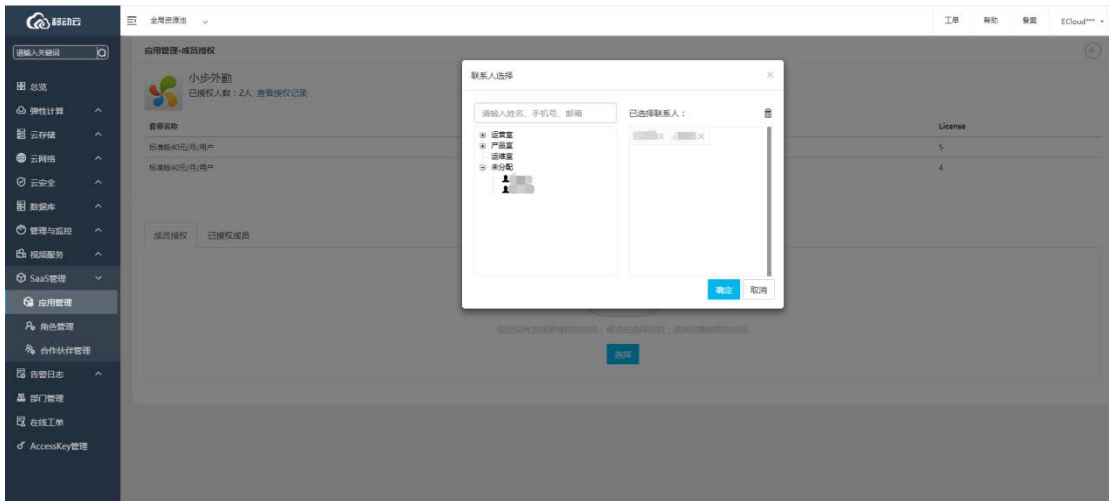 移动云
全局资源池
工单
帮助
备案
ECloud***
请输入关键词
应用管理-成员授权
总览
弹性计算
云存储
云网络
云安全
数据库
管理与监控
视频服务
SaaS管理
应用管理
角色管理
合作伙伴管理
告警日志
部门管理
在线工单
AccessKey管理
小步外勤
已授权人数：2人 查看授权记录
套餐名称
License
标准版40元/月/用户
5
标准版40元/月/用户
4
成员授权
已授权成员
联系人选择
请输入姓名、手机号、邮箱
已选择联系人：
运营室
产品室
运维室
未分配
确定
取消
选择